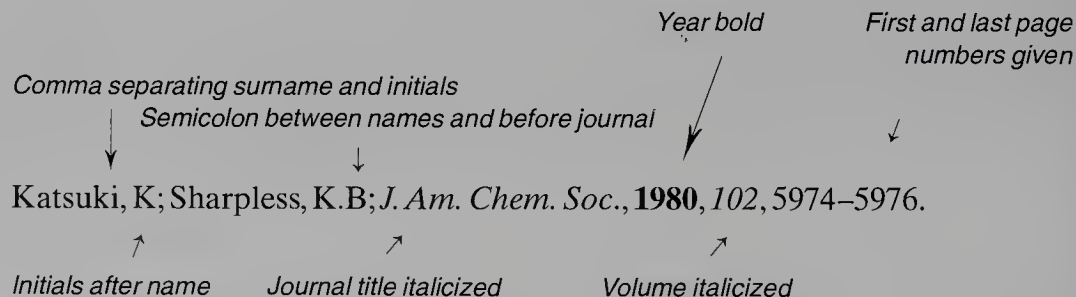 Year bold
First and last page
numbers given
Comma separating surname and initials
Semicolon between names and before journal
Katsuki, K; Sharpless, K.B; J. Am. Chem. Soc., 1980, 102, 5974–5976.
Initials after name
Journal title italicized
Volume italicized